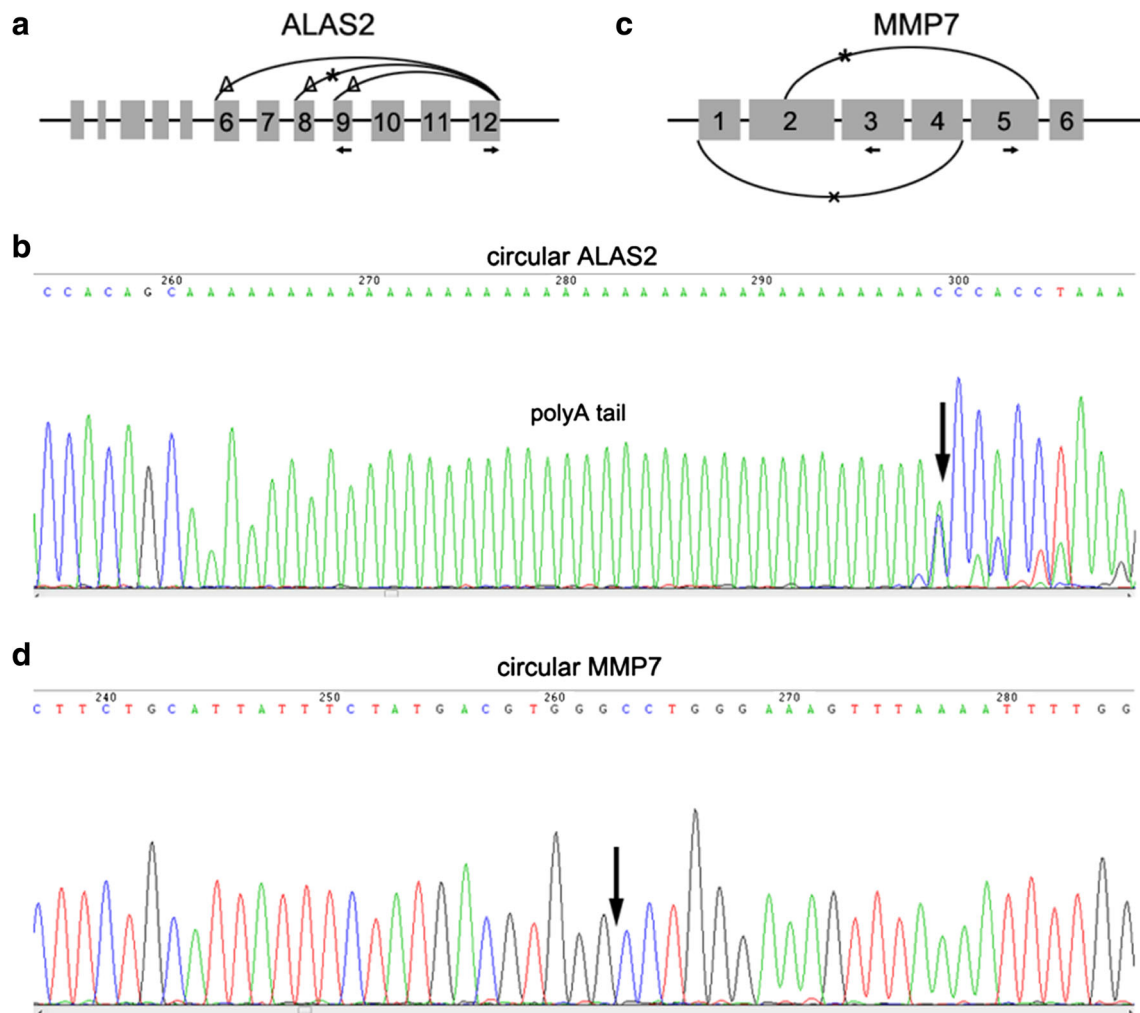 a
ALAS2
Δ Δ * Δ
6 7 8 9 10 11 12
c
MMP7
*
1 2 3 4 5 6
×
b
circular ALAS2
260 270 280 290 300
C C A C A G C A A A A A A A A A A A A A A A A A A A A A A A A A A A A A A A A A A A A A A C C C A C C T A A A
polyA tail
d
circular MMP7
240 250 260 270 280
C T T C T G C A T T A T T T C T A T G A C G T G G G C C T G G G A A A G T T T A A A A T T T T G G